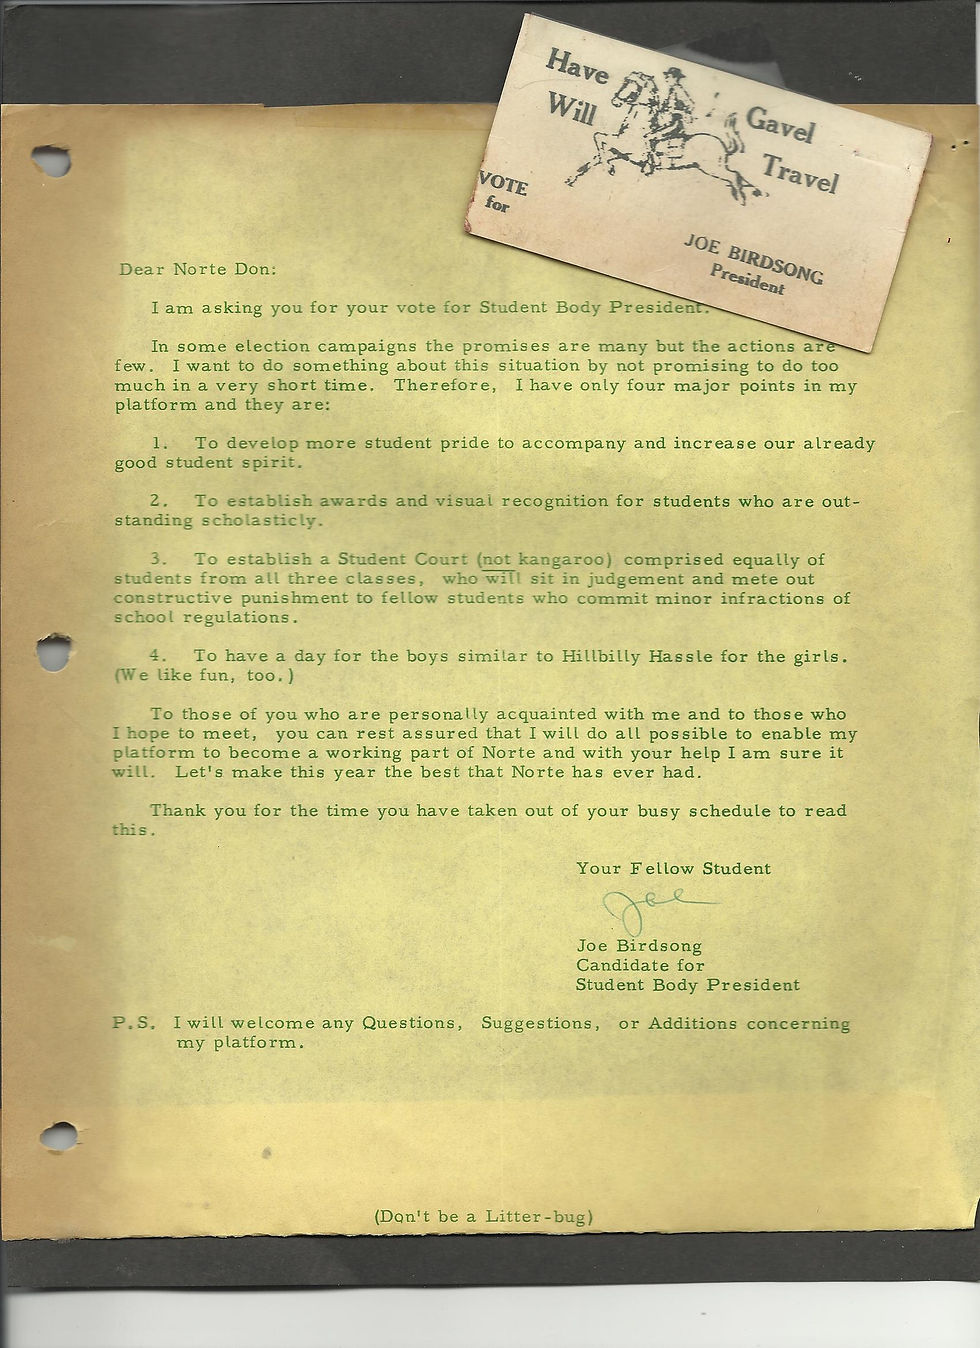 Have Gavel
Will Travel
VOTE
for
JOE BIRDSONG
President
Dear Norte Don:
I am asking you for your vote for Student Body President.
In some election campaigns the promises are many but the actions are
few. I want to do something about this situation by not promising to do too
much in a very short time. Therefore, I have only four major points in my
platform and they are:
1. To develop more student pride to accompany and increase our already
good student spirit.
2. To establish awards and visual recognition for students who are out-
standing scholasticly.
3. To establish a Student Court (not kangaroo) comprised equally of
students from all three classes, who will sit in judgement and mete out
constructive punishment to fellow students who commit minor infractions of
school regulations.
4. To have a day for the boys similar to Hillbilly Hassle for the girls.
(We like fun, too.)
To those of you who are personally acquainted with me and to those who
I hope to meet, you can rest assured that I will do all possible to enable my
platform to become a working part of Norte and with your help I am sure it
will. Let's make this year the best that Norte has ever had.
Thank you for the time you have taken out of your busy schedule to read
this.
Your Fellow Student
Joe
Joe Birdsong
Candidate for
Student Body President
P.S. I will welcome any Questions, Suggestions, or Additions concerning
my platform.
(Don't be a Litter-bug)